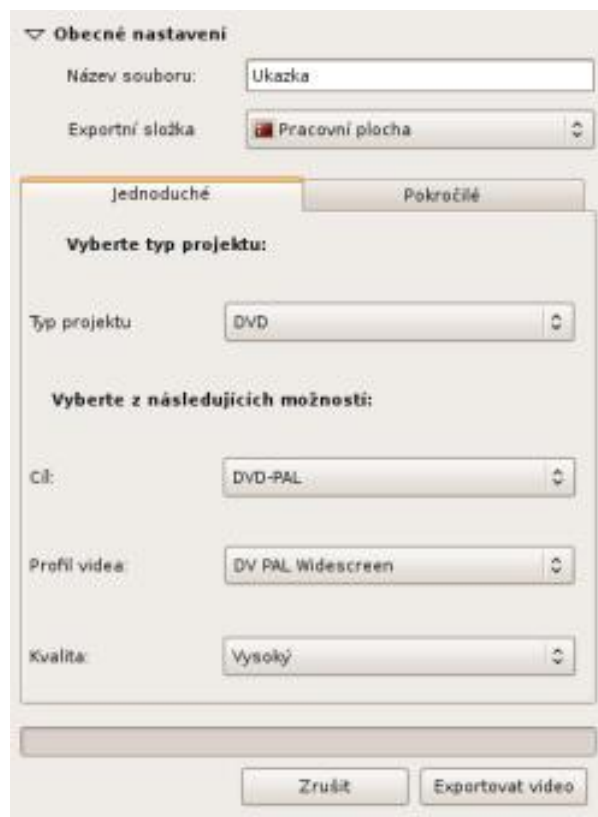 Obecné nastavení
Název souboru: Ukazka
Exportní složka Pracovní plocha
Jednoduché Pokročilé
Vyberte typ projektu:
Typ projektu DVD
Vyberte z následujících možností:
Cíl: DVD-PAL
Profil videa: DV PAL Widescreen
Kvalita: Vysoký
Zrušit Exportovat video